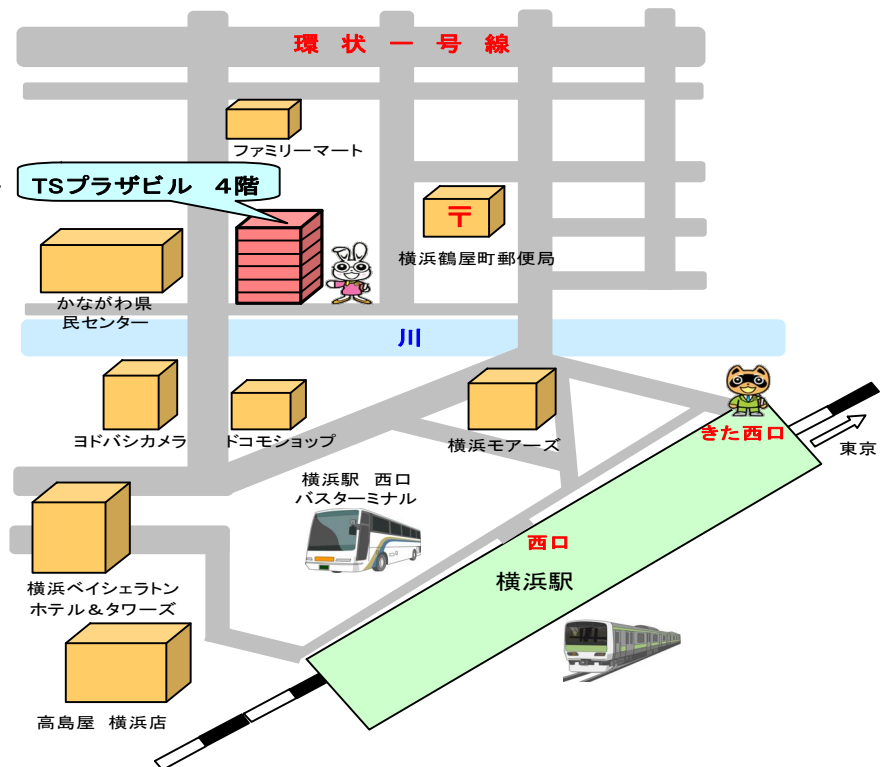 環状一号線
ファミリーマート
TSプラザビル 4階
〒
横浜鶴屋町郵便局
かながわ県
民センター
川
ヨドバシカメラ
ドコモショップ
横浜モアーズ
きた西口
東京
横浜駅 西口
バスターミナル
西口
横浜駅
横浜ベイシェラトン
ホテル&タワーズ
高島屋 横浜店